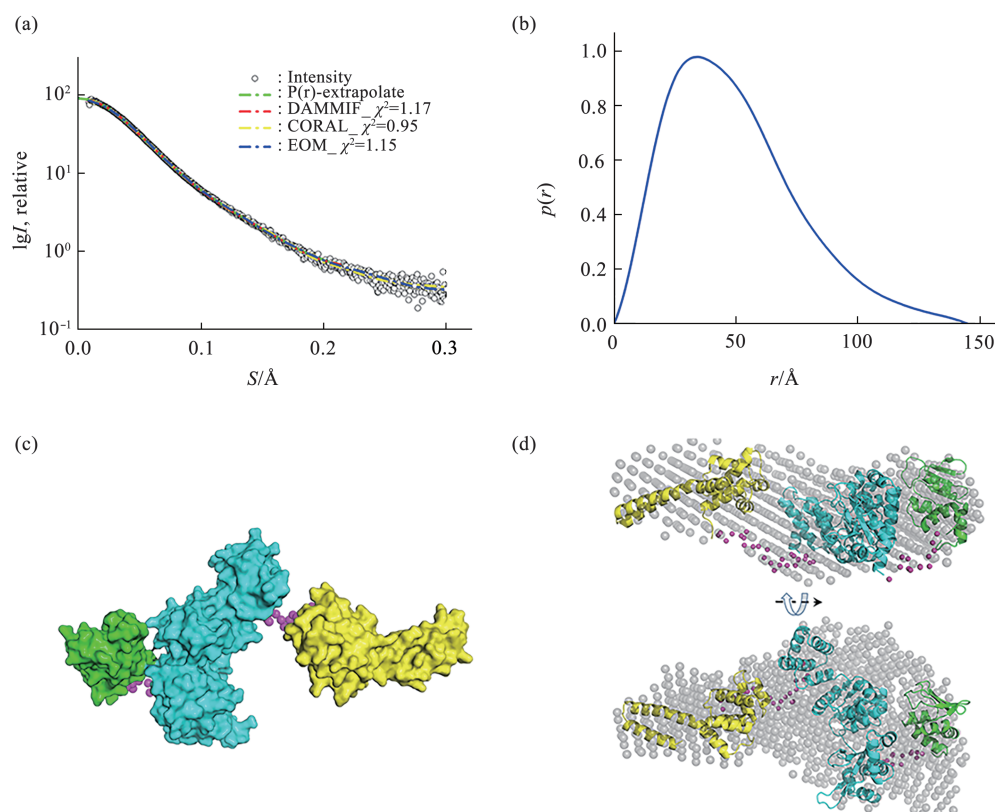 (a)
: Intensity
: P(r)-extrapolate
: DAMMIF_ χ²=1.17
: CORAL_ χ²=0.95
: EOM_ χ²=1.15
lgI, relative
10²
10¹
10⁰
10⁻¹
0.0 0.1 0.2 0.3
S/Å
(b)
p(r)
1.0
0.8
0.6
0.4
0.2
0.0
0 50 100 150
r/Å
(c)
(d)